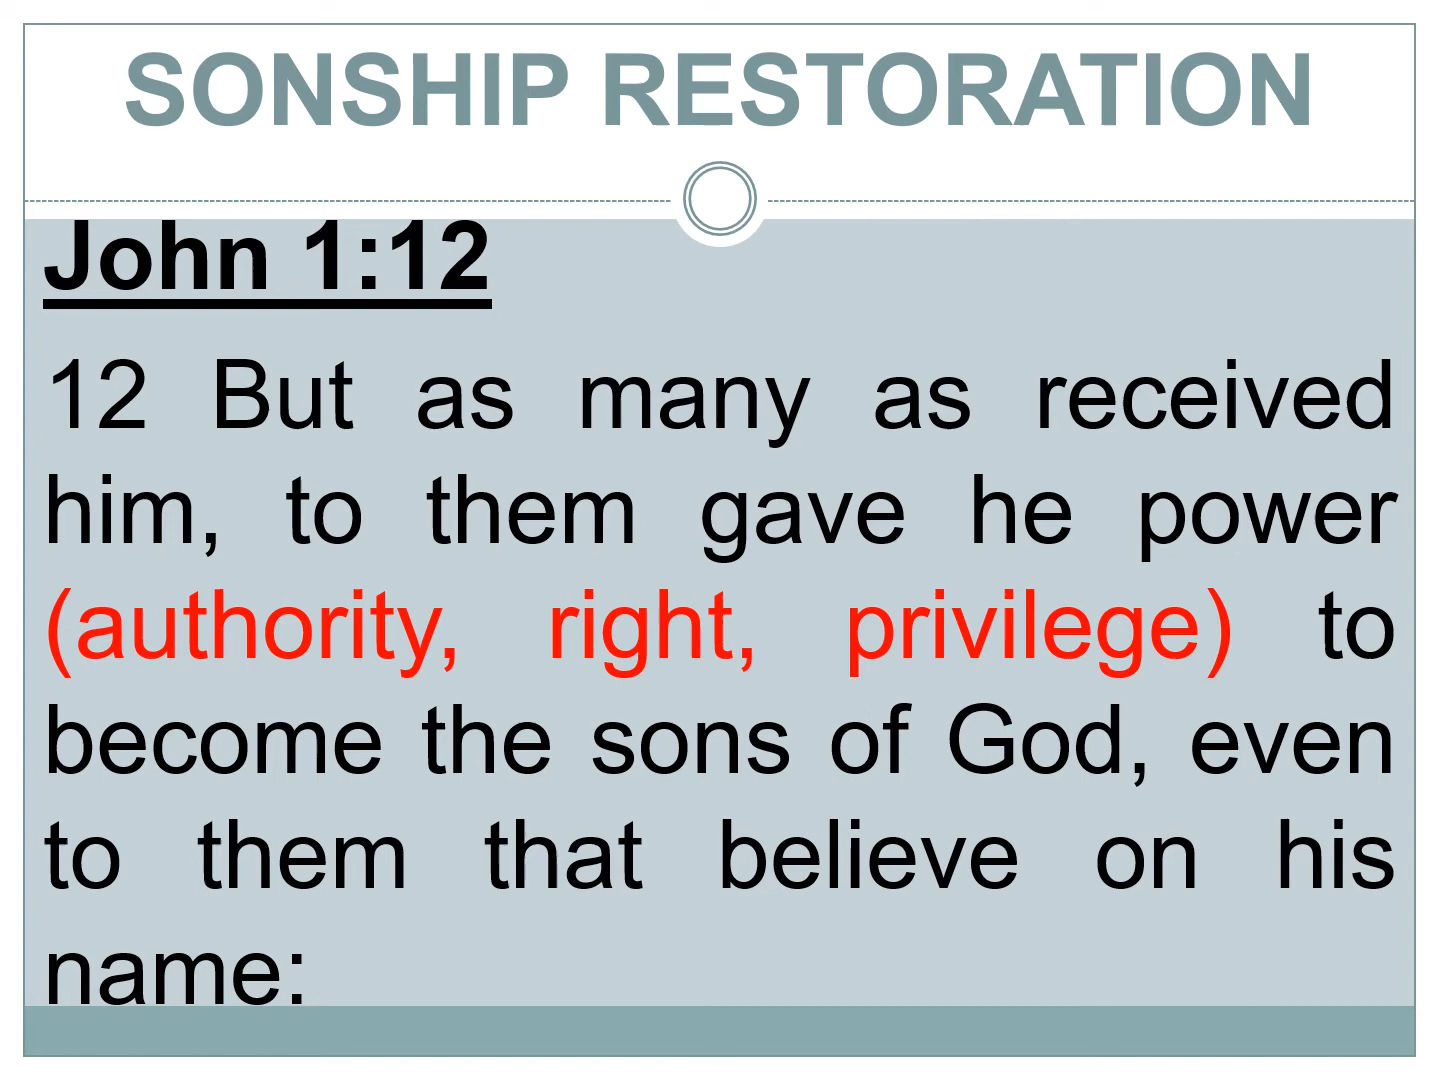 SONSHIP RESTORATION
John 1:12
12 But as many as received
him, to them gave he power
(authority, right, privilege) to
become the sons of God, even
to them that believe on his
name: